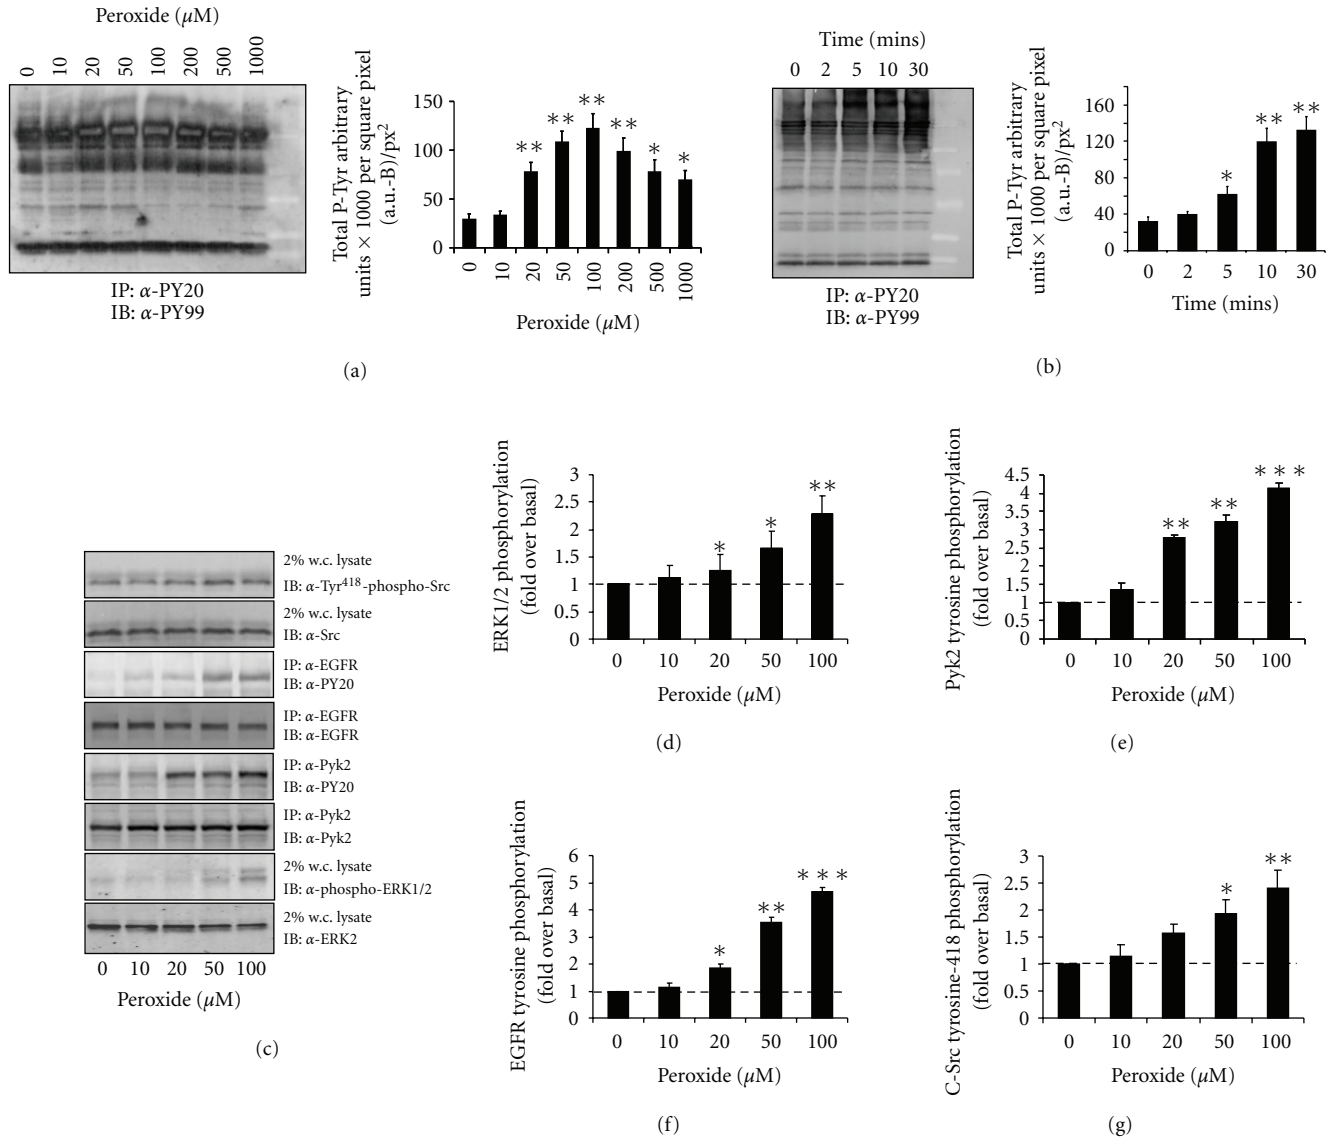 Peroxide (μM)
0 10 20 50 100 200 500 1000
IP: α-PY20
IB: α-PY99
Total P-Tyr arbitrary
units × 1000 per square pixel
(a.u.-B)/px²
150
100
50
0
** ** ** ** * *
0 10 20 50 100 200 500 1000
Peroxide (μM)
(a)
Time (mins)
0 2 5 10 30
IP: α-PY20
IB: α-PY99
Total P-Tyr arbitrary
units × 1000 per square pixel
(a.u.-B)/px²
160
120
80
40
0
* ** **
0 2 5 10 30
Time (mins)
(b)
2% w.c. lysate
IB: α-Tyr⁴¹⁸-phospho-Src
2% w.c. lysate
IB: α-Src
IP: α-EGFR
IB: α-PY20
IP: α-EGFR
IB: α-EGFR
IP: α-Pyk2
IB: α-PY20
IP: α-Pyk2
IB: α-Pyk2
2% w.c. lysate
IB: α-phospho-ERK1/2
2% w.c. lysate
IB: α-ERK2
0 10 20 50 100
Peroxide (μM)
(c)
ERK1/2 phosphorylation
(fold over basal)
3
2.5
2
1.5
1
0.5
0
* * **
0 10 20 50 100
Peroxide (μM)
(d)
Pyk2 tyrosine phosphorylation
(fold over basal)
4.5
4
3.5
3
2.5
2
1.5
1
0.5
0
** ** ***
0 10 20 50 100
Peroxide (μM)
(e)
EGFR tyrosine phosphorylation
(fold over basal)
6
5
4
3
2
1
0
* ** ***
0 10 20 50 100
Peroxide (μM)
(f)
C-Src tyrosine-418 phosphorylation
(fold over basal)
3
2.5
2
1.5
1
0.5
0
* **
0 10 20 50 100
Peroxide (μM)
(g)